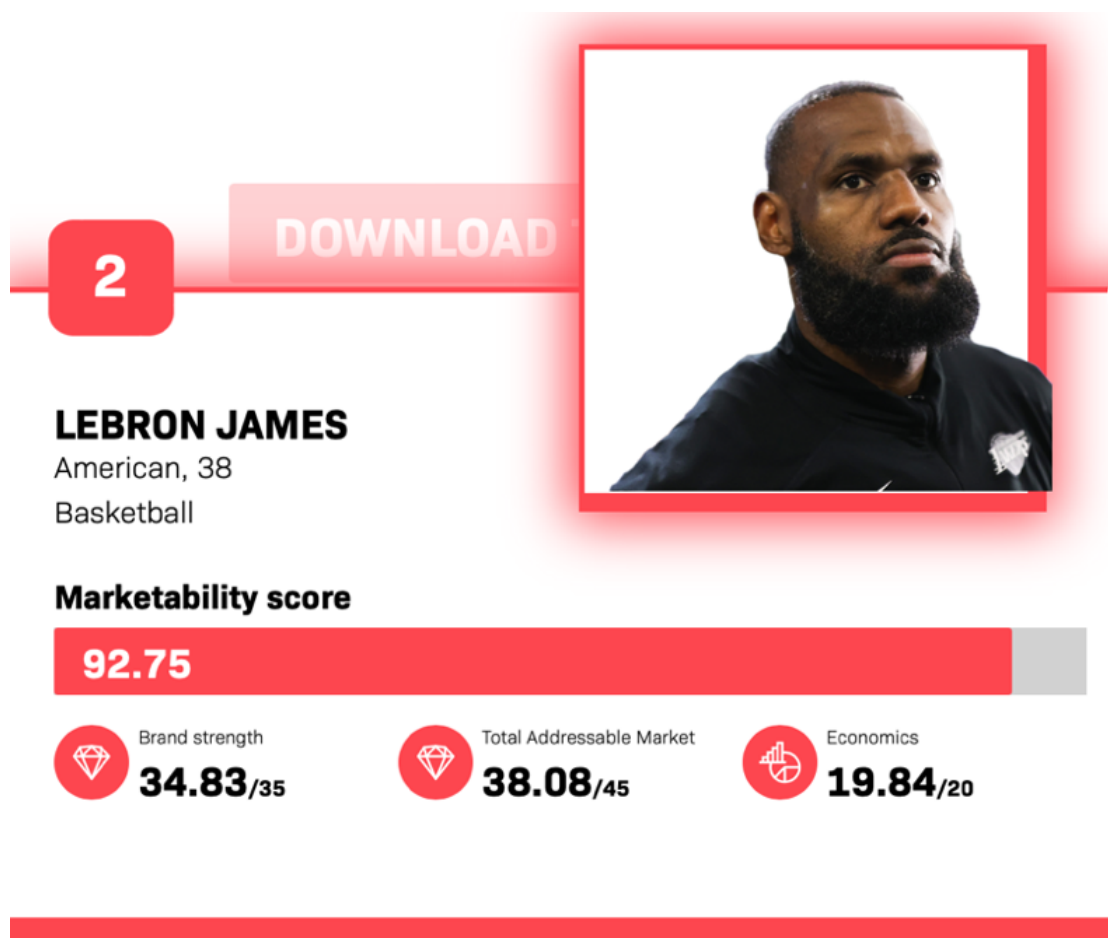 DOWNLOAD
2
LEBRON JAMES
American, 38
Basketball
Marketability score
92.75
Brand strength
34.83/35
Total Addressable Market
38.08/45
Economics
19.84/20